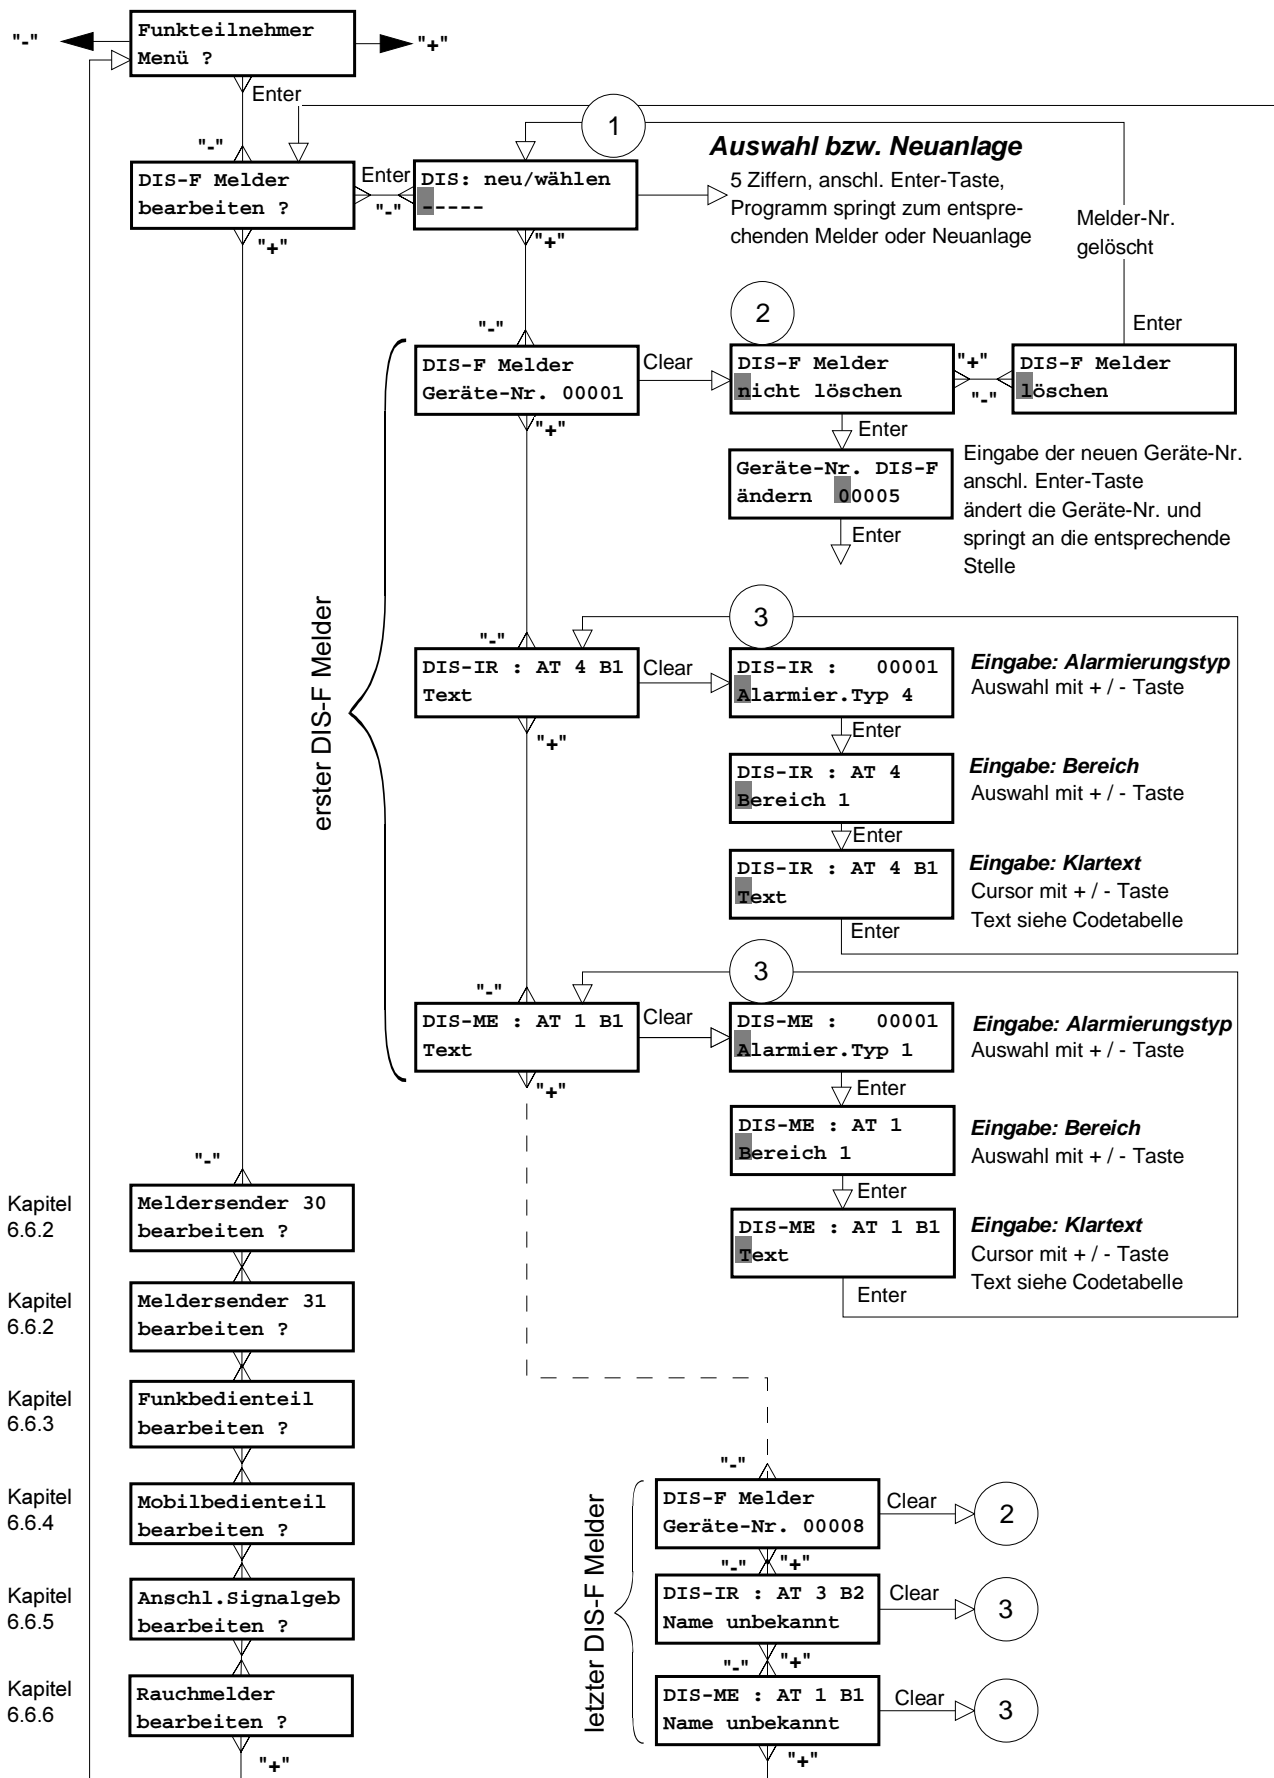 Funkteilnehmer
Menü ?
"-"
"+"
Enter
"-"
DIS-F Melder
bearbeiten ?
"+"
Enter
"-"
1
DIS: neu/wählen
-----
"+"
Auswahl bzw. Neuanlage
5 Ziffern, anschl. Enter-Taste,
Programm springt zum entspre-
chenden Melder oder Neuanlage
Melder-Nr.
gelöscht
Enter
erster DIS-F Melder
"-"
DIS-F Melder
Geräte-Nr. 00001
"+"
Clear
2
DIS-F Melder
nicht löschen
"+"
"-"
DIS-F Melder
löschen
Enter
Geräte-Nr. DIS-F
ändern 00005
Enter
Eingabe der neuen Geräte-Nr.
anschl. Enter-Taste
ändert die Geräte-Nr. und
springt an die entsprechende
Stelle
"-"
DIS-IR : AT 4 B1
Text
"+"
Clear
3
DIS-IR : 00001
Alarmier.Typ 4
Eingabe: Alarmierungstyp
Auswahl mit + / - Taste
Enter
DIS-IR : AT 4
Bereich 1
Eingabe: Bereich
Auswahl mit + / - Taste
Enter
DIS-IR : AT 4 B1
Text
Eingabe: Klartext
Cursor mit + / - Taste
Text siehe Codetabelle
Enter
"-"
DIS-ME : AT 1 B1
Text
"+"
Clear
3
DIS-ME : 00001
Alarmier.Typ 1
Eingabe: Alarmierungstyp
Auswahl mit + / - Taste
Enter
DIS-ME : AT 1
Bereich 1
Eingabe: Bereich
Auswahl mit + / - Taste
Enter
DIS-ME : AT 1 B1
Text
Eingabe: Klartext
Cursor mit + / - Taste
Text siehe Codetabelle
Enter
"-"
Kapitel
6.6.2
Meldersender 30
bearbeiten ?
Kapitel
6.6.2
Meldersender 31
bearbeiten ?
Kapitel
6.6.3
Funkbedienteil
bearbeiten ?
Kapitel
6.6.4
Mobilbedienteil
bearbeiten ?
Kapitel
6.6.5
Anschl.Signalgeb
bearbeiten ?
Kapitel
6.6.6
Rauchmelder
bearbeiten ?
"+"
letzter DIS-F Melder
"-"
DIS-F Melder
Geräte-Nr. 00008
Clear
2
"-"
"+"
DIS-IR : AT 3 B2
Name unbekannt
Clear
3
"-"
"+"
DIS-ME : AT 1 B1
Name unbekannt
Clear
3
"+"